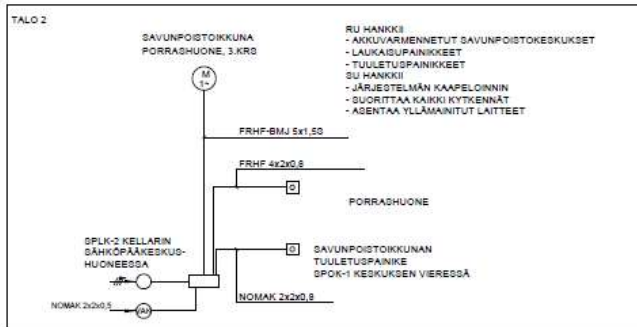 TALO 2
SAVUNPOISTOIKKUNA
PORRASHUONE, 3.KRS
M
1~
RU HANKKII
- AKKUVARMENNETUT SAVUNPOISTOKESKUKSET
- LAUKAISUPAINIKKEET
- TUULETUSPAINIKKEET
SU HANKKII
- JÄRJESTELMÄN KAAPELOINNIN
- SUORITTAA KAIKKI KYTKENNÄT
- ASENTAA YLLÄMAINITUT LAITTEET
FRHF-BMJ 5x1,5S
FRHF 4x2x0,8
O
PORRASHUONE
SPLK-2 KELLARIN
SÄHKÖPÄÄKESKUS-
HUONEESSA
O
SAVUNPOISTOIKKUNAN
TUULETUSPAINIKE
SPOK-1 KESKUKSEN VIERESSÄ
NOMAK 2x2x0,8
NOMAK 2x2x0,5
VAK